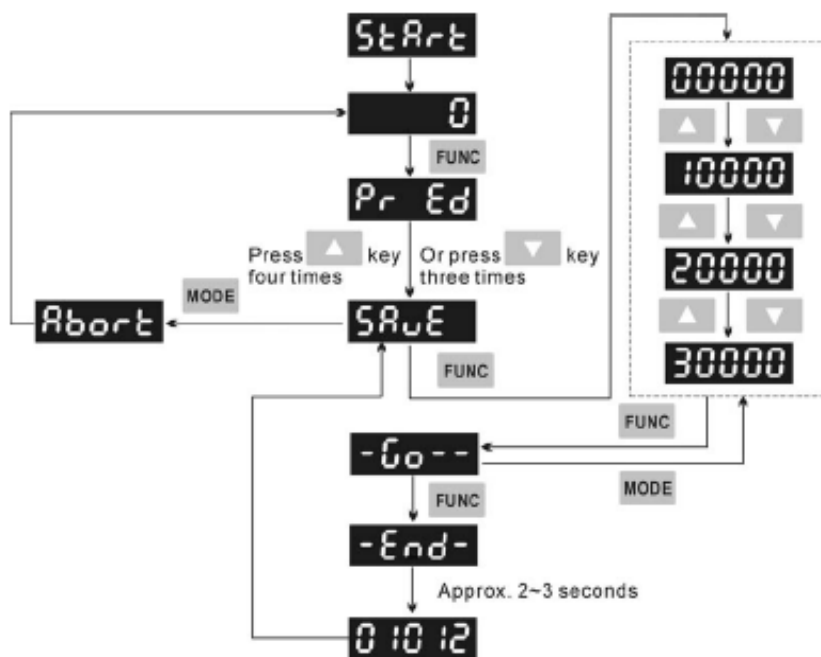 StArt
0
FUNC
Pr Ed
Press ▲ key four times
Or press ▼ key three times
MODE
Abort
SAvE
FUNC
00000
▲ ▼
10000
▲ ▼
20000
▲ ▼
30000
FUNC
-Go--
MODE
FUNC
-End-
Approx. 2~3 seconds
01012